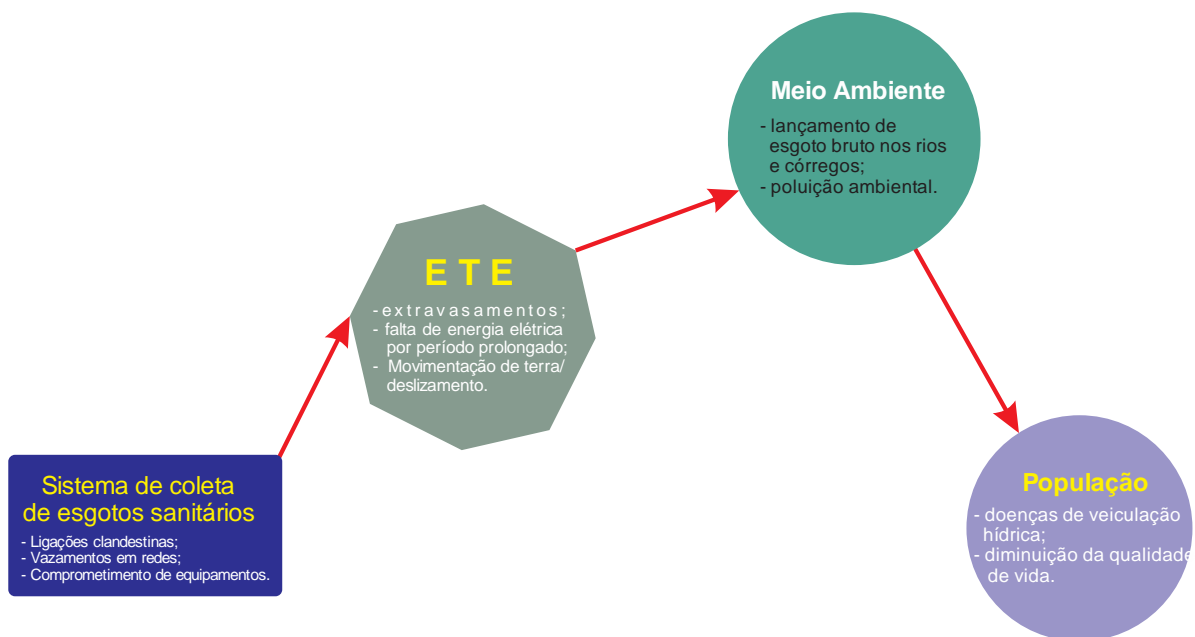 Meio Ambiente
- lançamento de
esgoto bruto nos rios
e córregos;
- poluição ambiental.
E T E
- extravasamentos;
- falta de energia elétrica
por período prolongado;
- Movimentação de terra/
deslizamento.
Sistema de coleta
de esgotos sanitários
- Ligações clandestinas;
- Vazamentos em redes;
- Comprometimento de equipamentos.
População
- doenças de veiculação
hídrica;
- diminuição da qualidade
de vida.